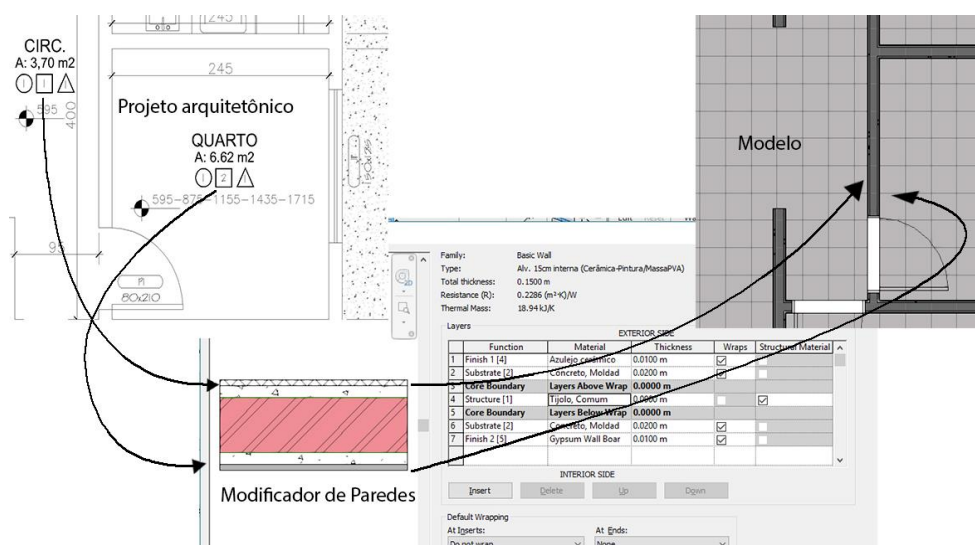 245
CIRC.
A: 3,70 m2
1 1
595
400
245
Projeto arquitetônico
QUARTO
A: 6.62 m2
2
595-875-1155-1435-1715
95
80x210
Modelo
Family: Basic Wall
Type: Alv. 15cm interna (Cerâmica-Pintura/MassaPVA)
Total thickness: 0.1500 m
Resistance (R): 0.2286 (m²·K)/W
Thermal Mass: 18.94 kJ/K
Layers
EXTERIOR SIDE
Function Material Thickness Wraps Structural Material
1 Finish 1 [4] Azulejo cerâmico 0.0100 m
2 Substrate [2] Concreto, Moldad 0.0200 m
3 Core Boundary Layers Above Wrap 0.0000 m
4 Structure [1] Tijolo, Comum
5 Core Boundary Layers Below Wrap 0.0000 m
6 Substrate [2] Concreto, Moldad 0.0200 m
7 Finish 2 [5] Gypsum Wall Boar 0.0100 m
INTERIOR SIDE
Insert Delete Up Down
Modificador de Paredes
Default Wrapping
At Inserts: At Ends:
Do not wrap None